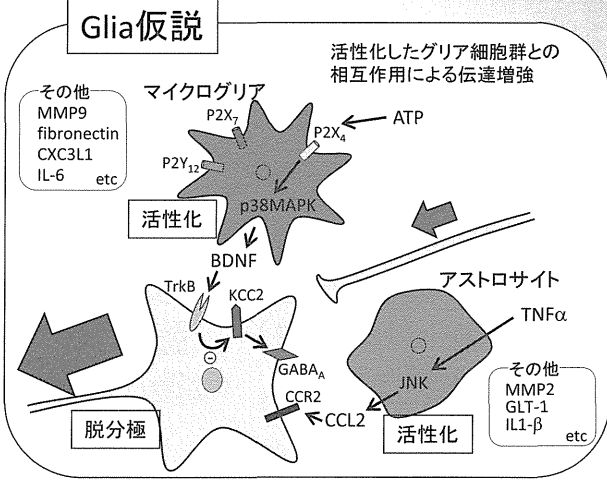 Glia仮説
活性化したグリア細胞群との
相互作用による伝達増強
その他
MMP9
fibronectin
CXC3L1
IL-6
etc
マイクログリア
P2X7
P2X4
ATP
P2Y12
p38MAPK
活性化
BDNF
TrkB
KCC2
⊖
GABAA
CCR2
CCL2
脱分極
アストロサイト
TNFα
JNK
活性化
その他
MMP2
GLT-1
IL1-β
etc